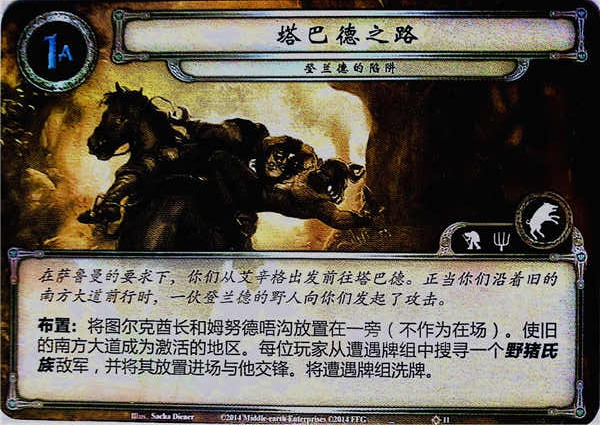 1A
塔巴德之路
登兰德的陷阱
在萨鲁曼的要求下，你们从艾辛格出发前往塔巴德。正当你们沿着旧的
南方大道前行时，一伙登兰德的野人向你们发起了攻击。
布置：将图尔克酋长和姆努德唔沟放置在一旁（不作为在场）。使旧
的南方大道成为激活的地区。每位玩家从遭遇牌组中搜寻一个野猪氏
族敌军，并将其放置进场与他交锋。将遭遇牌组洗牌。
Illus. Sacha Diener ©2014 Middle-earth Enterprises ©2014 FFG 11